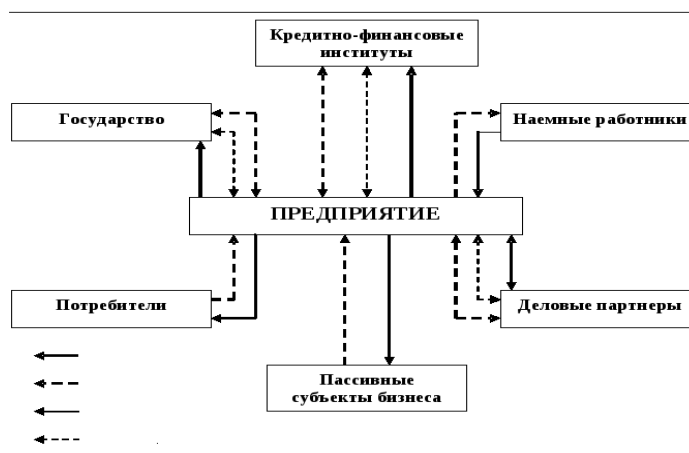 Кредитно-финансовые
институты
Государство
Наемные работники
ПРЕДПРИЯТИЕ
Потребители
Деловые партнеры
Пассивные
субъекты бизнеса